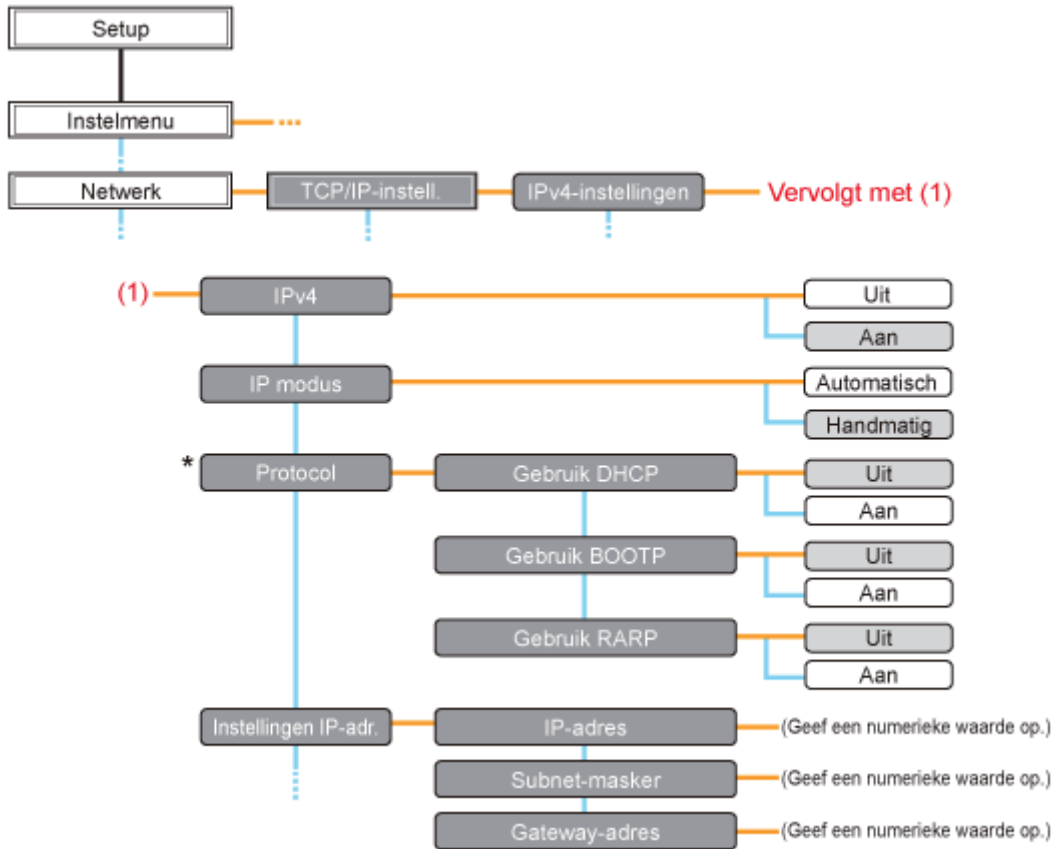 Setup
Instelmenu
Netwerk TCP/IP-instell. IPv4-instellingen Vervolgt met (1)
(1) IPv4 Uit
Aan
IP modus Automatisch
Handmatig
* Protocol Gebruik DHCP Uit
Aan
Gebruik BOOTP Uit
Aan
Gebruik RARP Uit
Aan
Instellingen IP-adr. IP-adres (Geef een numerieke waarde op.)
Subnet-masker (Geef een numerieke waarde op.)
Gateway-adres (Geef een numerieke waarde op.)